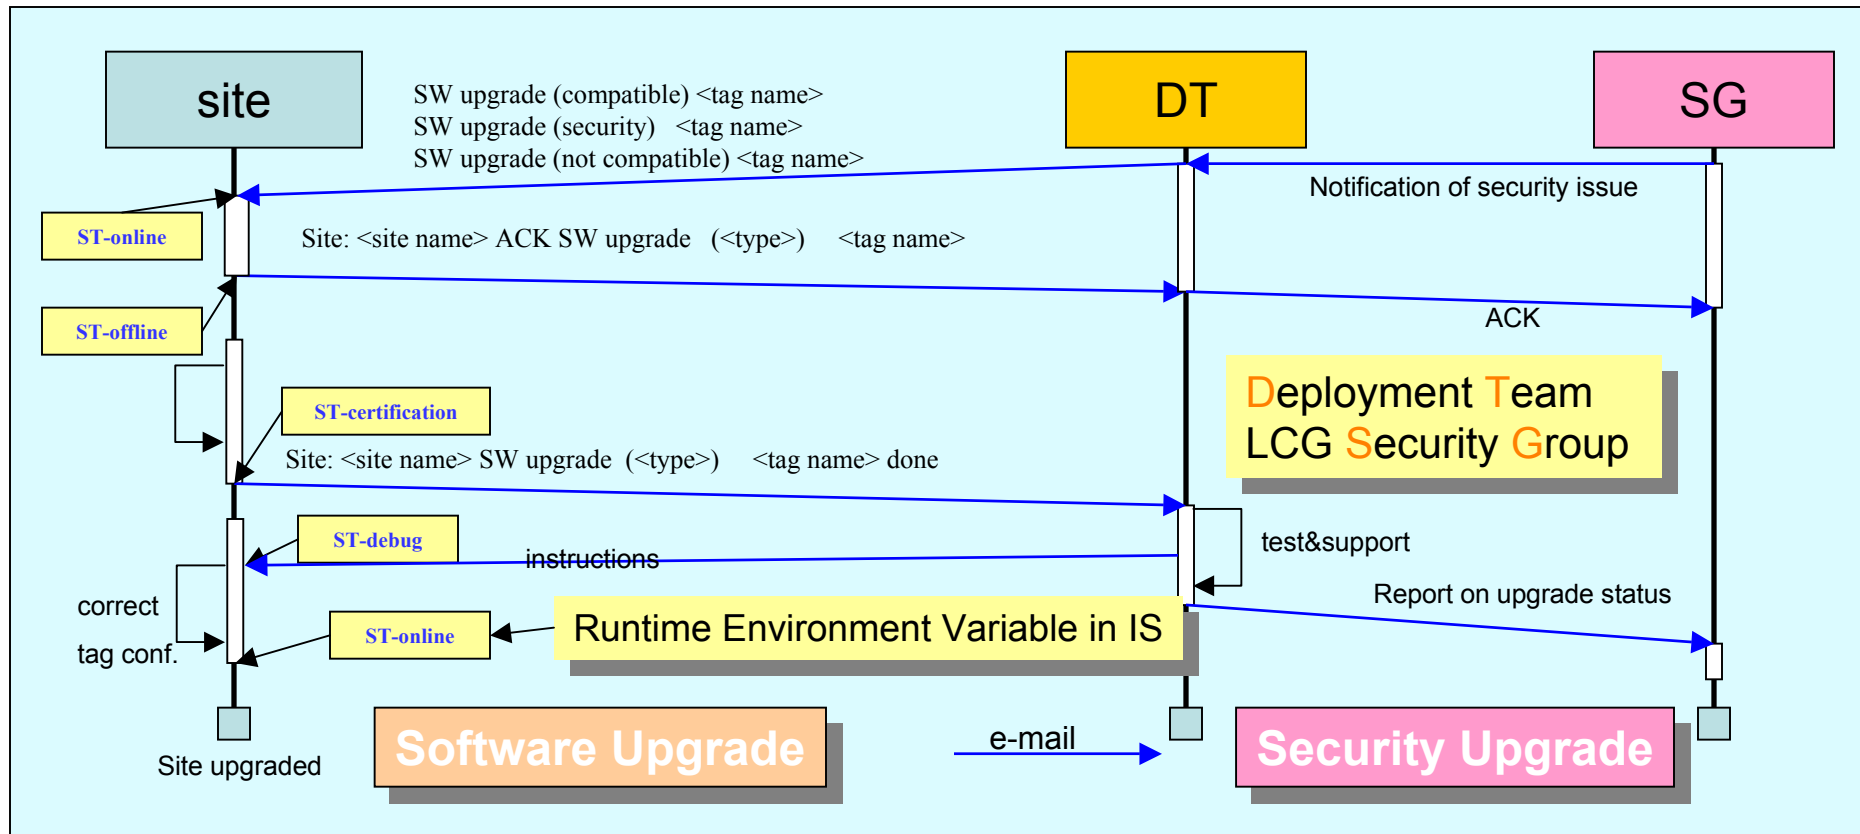 site
DT
SG
SW upgrade (compatible) <tag name>
SW upgrade (security) <tag name>
SW upgrade (not compatible) <tag name>
Notification of security issue
ST-online
Site: <site name> ACK SW upgrade (<type>) <tag name>
ST-offline
ACK
Deployment Team
LCG Security Group
ST-certification
Site: <site name> SW upgrade (<type>) <tag name> done
ST-debug
instructions
test&support
correct
tag conf.
Report on upgrade status
ST-online
Runtime Environment Variable in IS
Software Upgrade
e-mail
Security Upgrade
Site upgraded